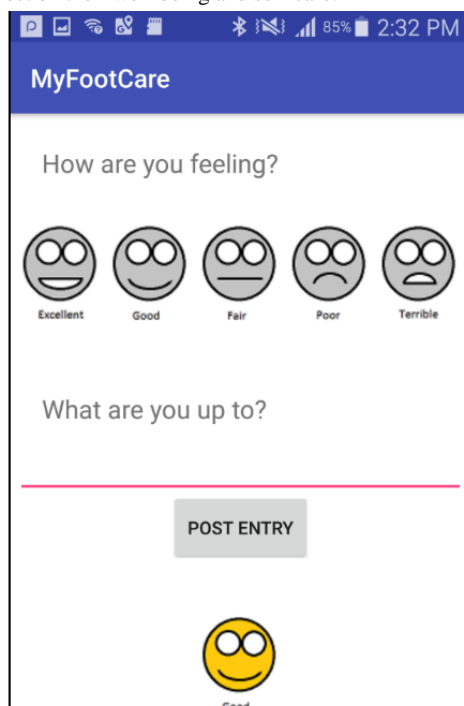 85% 2:32 PM
MyFootCare
How are you feeling?
Excellent Good Fair Poor Terrible
What are you up to?
POST ENTRY